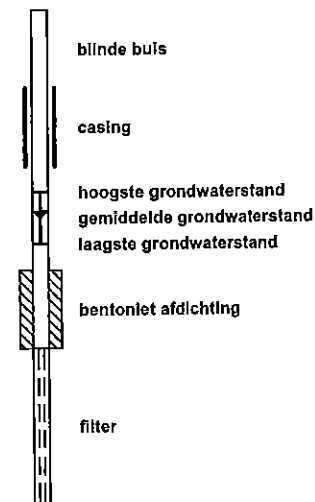 blinde buis
casing
hoogste grondwaterstand
gemiddelde grondwaterstand
laagste grondwaterstand
bentoniet afdichting
filter